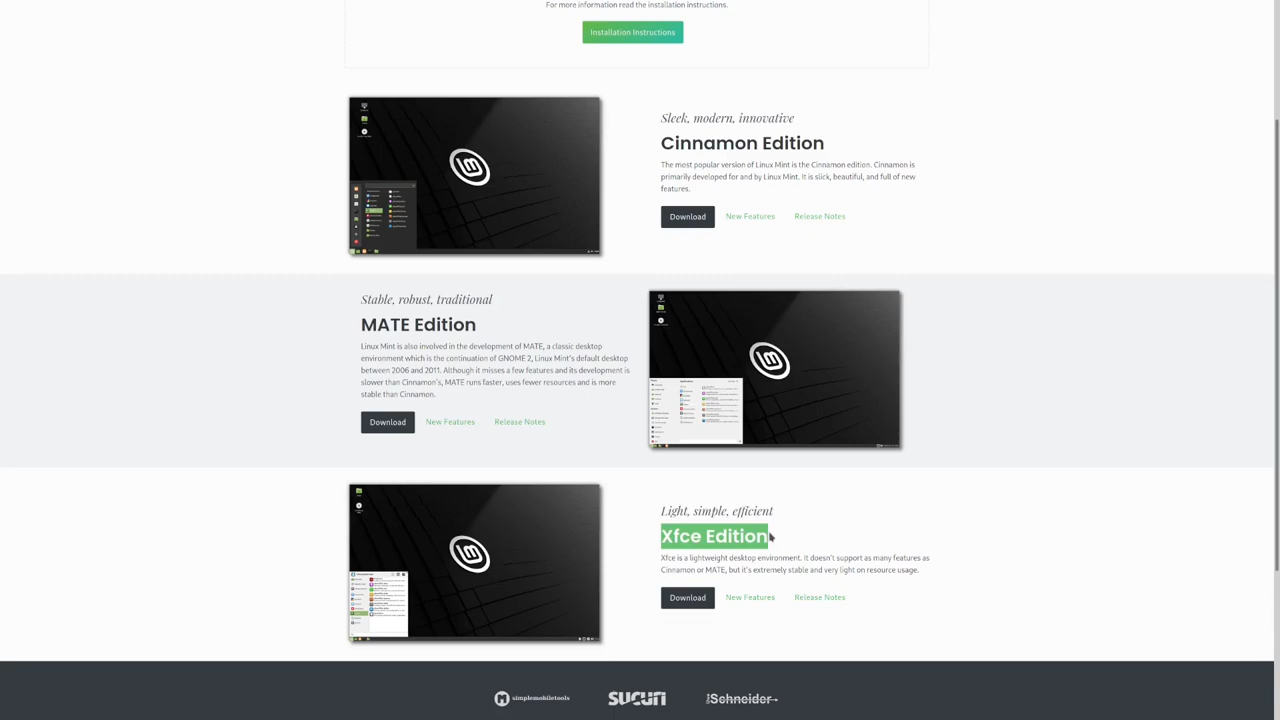 For more information read the installation instructions.
Installation Instructions
Sleek, modern, innovative
Cinnamon Edition
The most popular version of Linux Mint is the Cinnamon edition. Cinnamon is
primarily developed for and by Linux Mint. It is slick, beautiful, and full of new
features.
Download New Features Release Notes
Stable, robust, traditional
MATE Edition
Linux Mint is also involved in the development of MATE, a classic desktop
environment which is the continuation of GNOME 2, Linux Mint's default desktop
between 2006 and 2011. Although it misses a few features and its development is
slower than Cinnamon's, MATE runs faster, uses fewer resources and is more
stable than Cinnamon.
Download New Features Release Notes
Light, simple, efficient
Xfce Edition
Xfce is a lightweight desktop environment. It doesn't support as many features as
Cinnamon or MATE, but it's extremely stable and very light on resource usage.
Download New Features Release Notes
simplemobiletools SUCURI Schneider